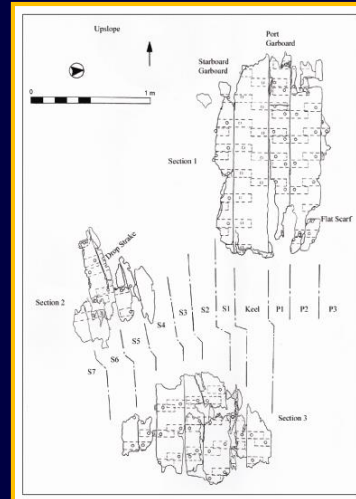 Upslope
0
1 m
Port
Garboard
Starboard
Garbourd
Section 1
Flat Scarf
Drop Strake
Section 2
S7
S6
S5
S4
S3
S2
S1
Keel
P1
P2
P3
Section 3